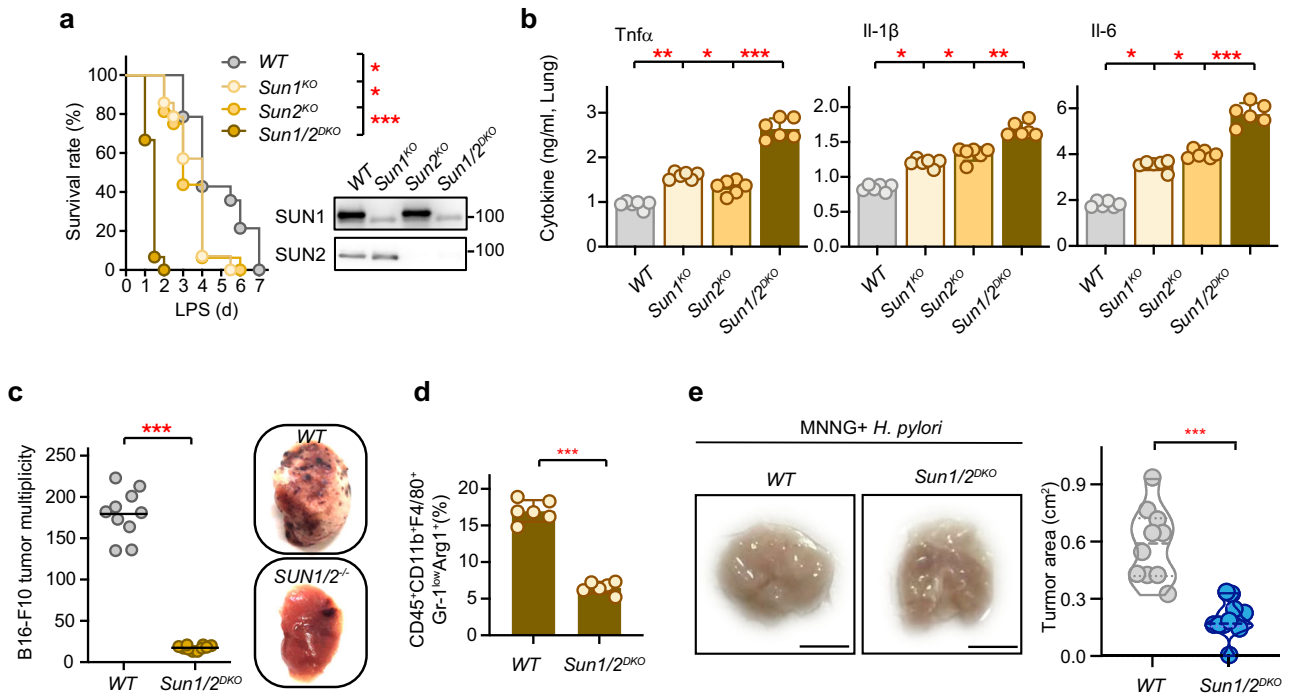 a
100
80
60
40
20
0
Survival rate (%)
0 1 2 3 4 5 6 7
LPS (d)
WT
Sun1KO
Sun2KO
Sun1/2DKO
*
*
***
WT Sun1KO Sun2KO Sun1/2DKO
SUN1
100
SUN2
100
b
Cytokine (ng/ml, Lung)
Tnfα
** * ***
3
2
1
0
WT Sun1KO Sun2KO Sun1/2DKO
Il-1β
* * **
2.0
1.5
1.0
0.5
0.0
WT Sun1KO Sun2KO Sun1/2DKO
Il-6
* * ***
6
4
2
0
WT Sun1KO Sun2KO Sun1/2DKO
c
B16-F10 tumor multiplicity
***
250
200
150
100
50
0
WT Sun1/2DKO
WT
SUN1/2-/-
d
CD45+CD11b+F4/80+
Gr-1lowArg1+(%)
***
20
15
10
5
0
WT Sun1/2DKO
e
MNNG+ H. pylori
WT Sun1/2DKO
Tturmor area (cm2)
***
0.9
0.6
0.3
0.0
WT Sun1/2DKO